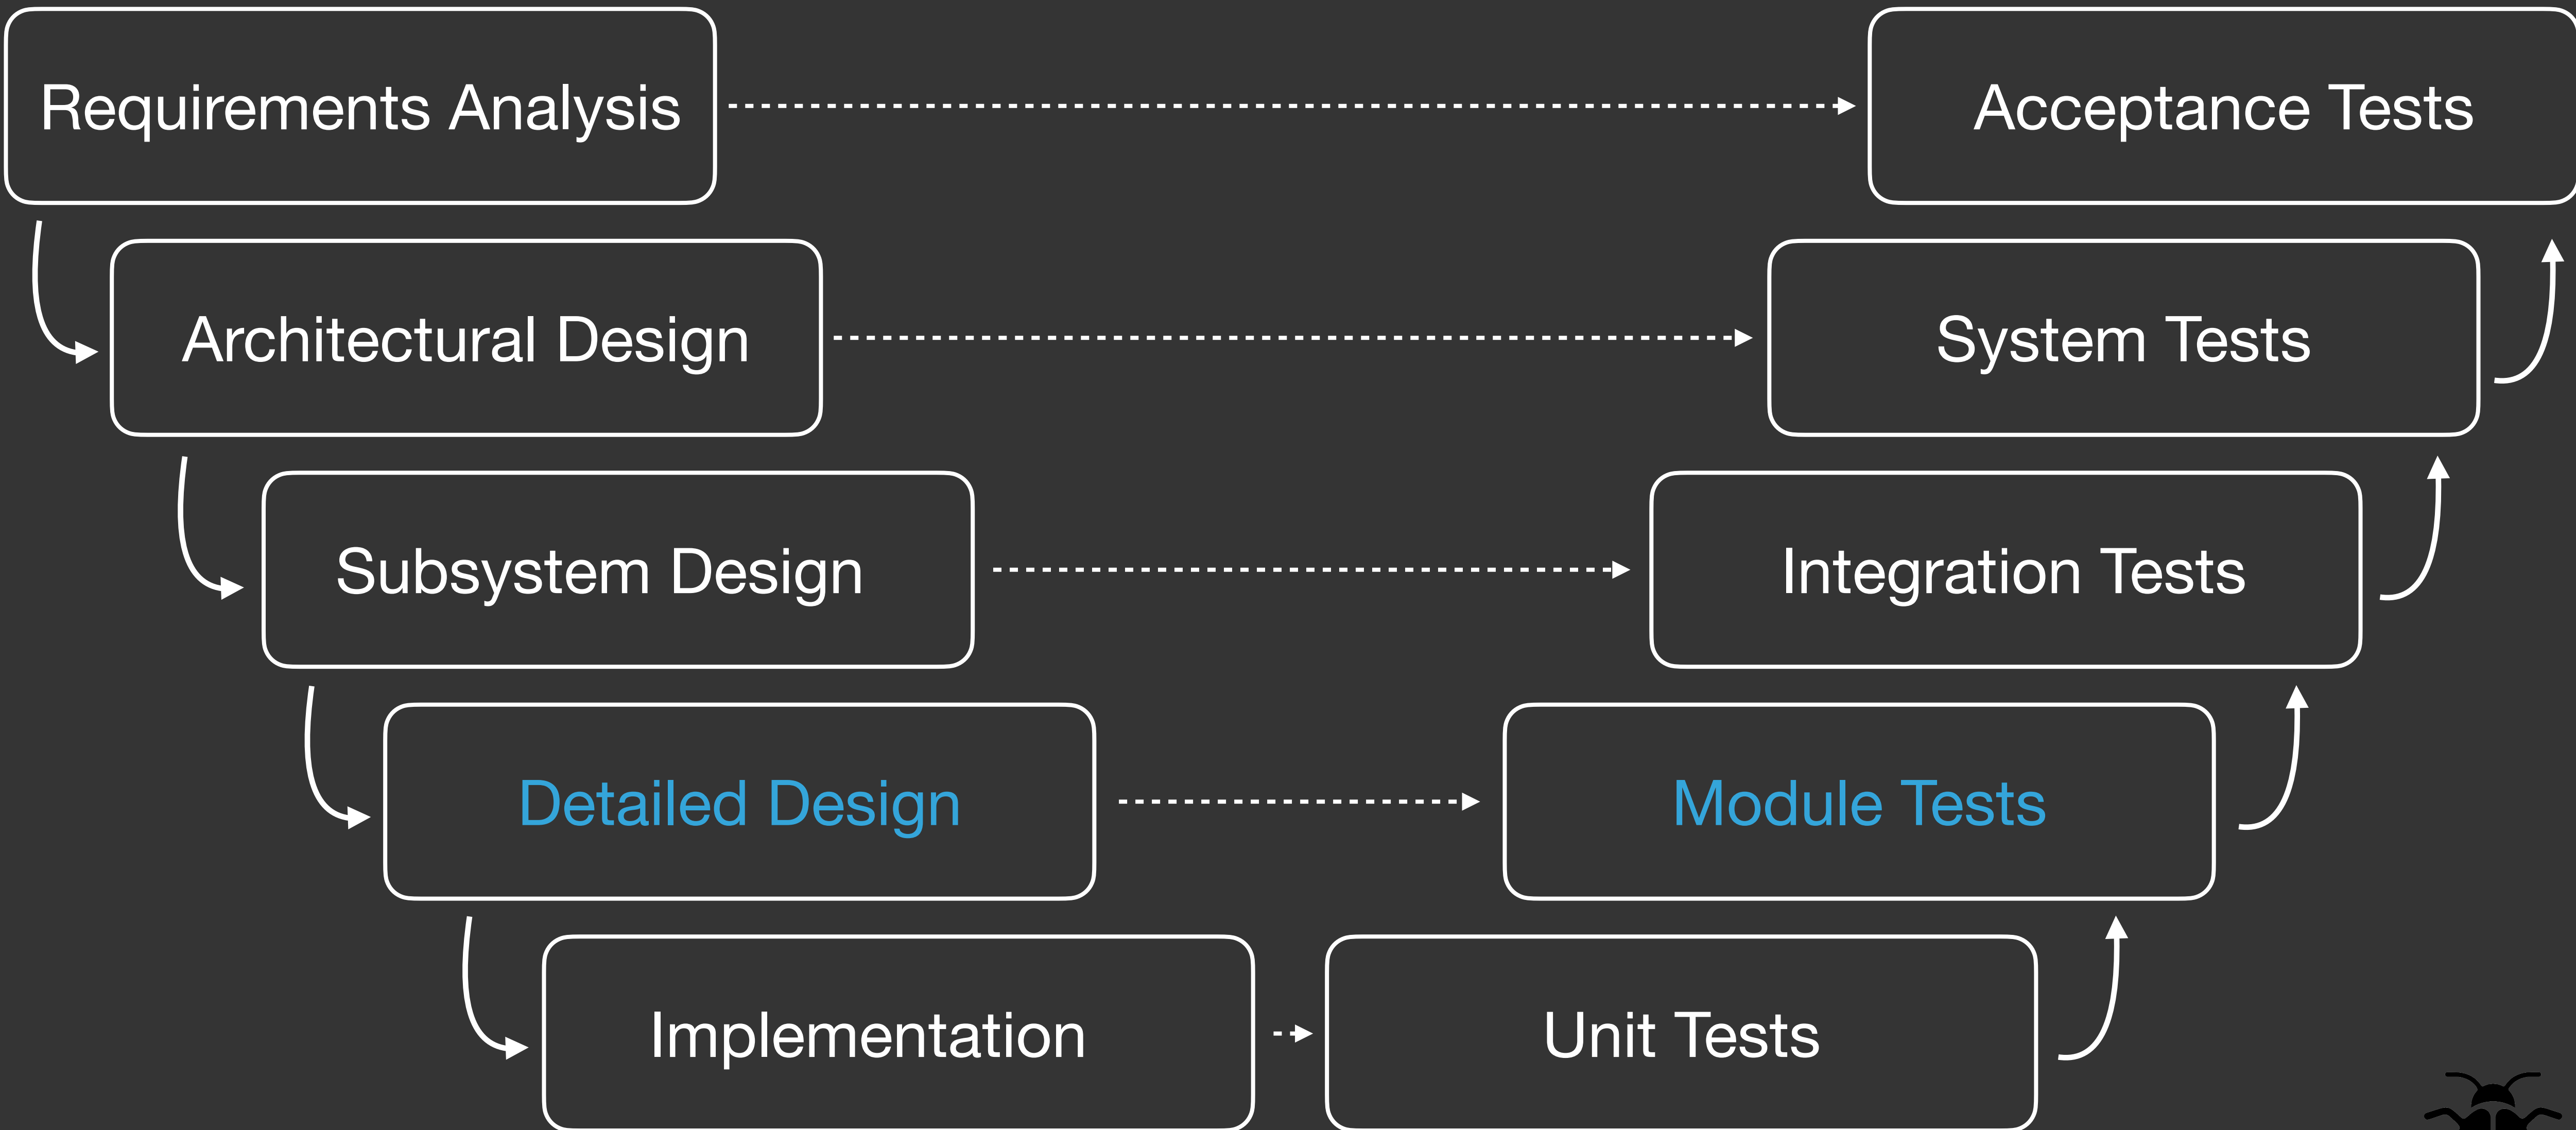 Requirements Analysis
Acceptance Tests
Architectural Design
System Tests
Subsystem Design
Integration Tests
Detailed Design
Module Tests
Implementation
Unit Tests